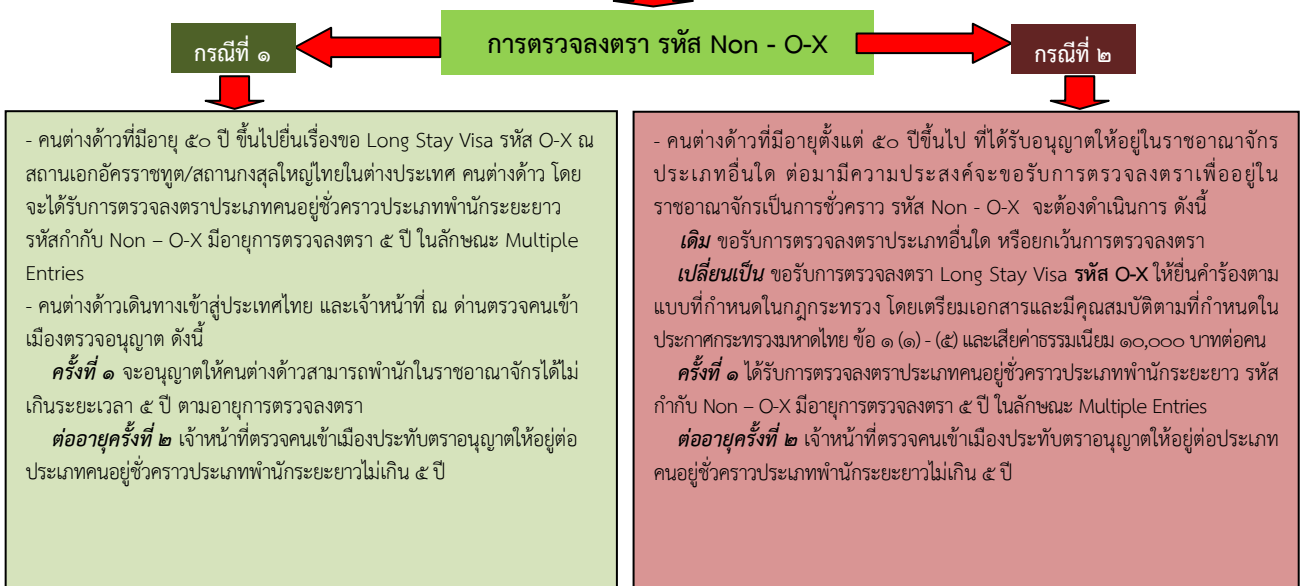 การตรวจลงตรา รหัส Non - O-X
กรณีที่ ๑
กรณีที่ ๒
- คนต่างด้าวที่มีอายุ ๕๐ ปี ขึ้นไปยื่นเรื่องขอ Long Stay Visa รหัส O-X ณ
สถานเอกอัครราชทูต/สถานกงสุลใหญ่ไทยในต่างประเทศ คนต่างด้าว โดย
จะได้รับการตรวจลงตราประเภทคนอยู่ชั่วคราวประเภทพำนักระยะยาว
รหัสกำกับ Non – O-X มีอายุการตรวจลงตรา ๕ ปี ในลักษณะ Multiple
Entries
- คนต่างด้าวเดินทางเข้าสู่ประเทศไทย และเจ้าหน้าที่ ณ ด่านตรวจคนเข้า
เมืองตรวจอนุญาต ดังนี้
ครั้งที่ ๑ จะอนุญาตให้คนต่างด้าวสามารถพำนักในราชอาณาจักรได้ไม่
เกินระยะเวลา ๕ ปี ตามอายุการตรวจลงตรา
ต่ออายุครั้งที่ ๒ เจ้าหน้าที่ตรวจคนเข้าเมืองประทับตราอนุญาตให้อยู่ต่อ
ประเภทคนอยู่ชั่วคราวประเภทพำนักระยะยาวไม่เกิน ๕ ปี
- คนต่างด้าวที่มีอายุตั้งแต่ ๕๐ ปีขึ้นไป ที่ได้รับอนุญาตให้อยู่ในราชอาณาจักร
ประเภทอื่นใด ต่อมามีความประสงค์จะขอรับการตรวจลงตราเพื่ออยู่ใน
ราชอาณาจักรเป็นการชั่วคราว รหัส Non - O-X จะต้องดำเนินการ ดังนี้
เดิม ขอรับการตรวจลงตราประเภทอื่นใด หรือยกเว้นการตรวจลงตรา
เปลี่ยนเป็น ขอรับการตรวจลงตรา Long Stay Visa รหัส O-X ให้ยื่นคำร้องตาม
แบบที่กำหนดในกฎกระทรวง โดยเตรียมเอกสารและมีคุณสมบัติตามที่กำหนดใน
ประกาศกระทรวงมหาดไทย ข้อ ๑ (๑) - (๕) และเสียค่าธรรมเนียม ๑๐,๐๐๐ บาทต่อคน
ครั้งที่ ๑ ได้รับการตรวจลงตราประเภทคนอยู่ชั่วคราวประเภทพำนักระยะยาว รหัส
กำกับ Non – O-X มีอายุการตรวจลงตรา ๕ ปี ในลักษณะ Multiple Entries
ต่ออายุครั้งที่ ๒ เจ้าหน้าที่ตรวจคนเข้าเมืองประทับตราอนุญาตให้อยู่ต่อประเภท
คนอยู่ชั่วคราวประเภทพำนักระยะยาวไม่เกิน ๕ ปี